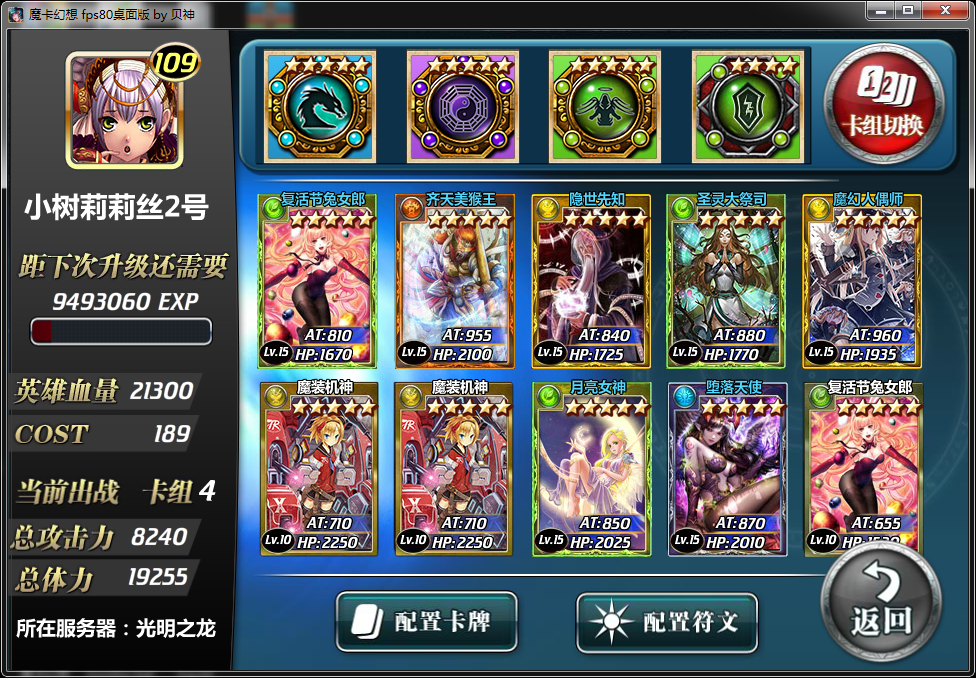 魔卡幻想 fps80桌面版 by 贝神
109
小树莉莉丝2号
距下次升级还需要
9493060 EXP
英雄血量 21300
COST 189
当前出战 卡组 4
总攻击力 8240
总体力 19255
所在服务器：光明之龙
卡组切换
复活节兔女郎
AT:810
Lv.15 HP:1670
齐天美猴王
AT:955
Lv.15 HP:2100
隐世先知
AT:840
Lv.15 HP:1725
圣灵大祭司
AT:880
Lv.15 HP:1770
魔幻人偶师
AT:960
Lv.15 HP:1935
魔装机神
AT:710
Lv.10 HP:2250
魔装机神
AT:710
Lv.10 HP:2250
月亮女神
AT:850
Lv.15 HP:2025
堕落天使
AT:870
Lv.15 HP:2010
复活节兔女郎
AT:655
Lv.10
配置卡牌
配置符文
返回